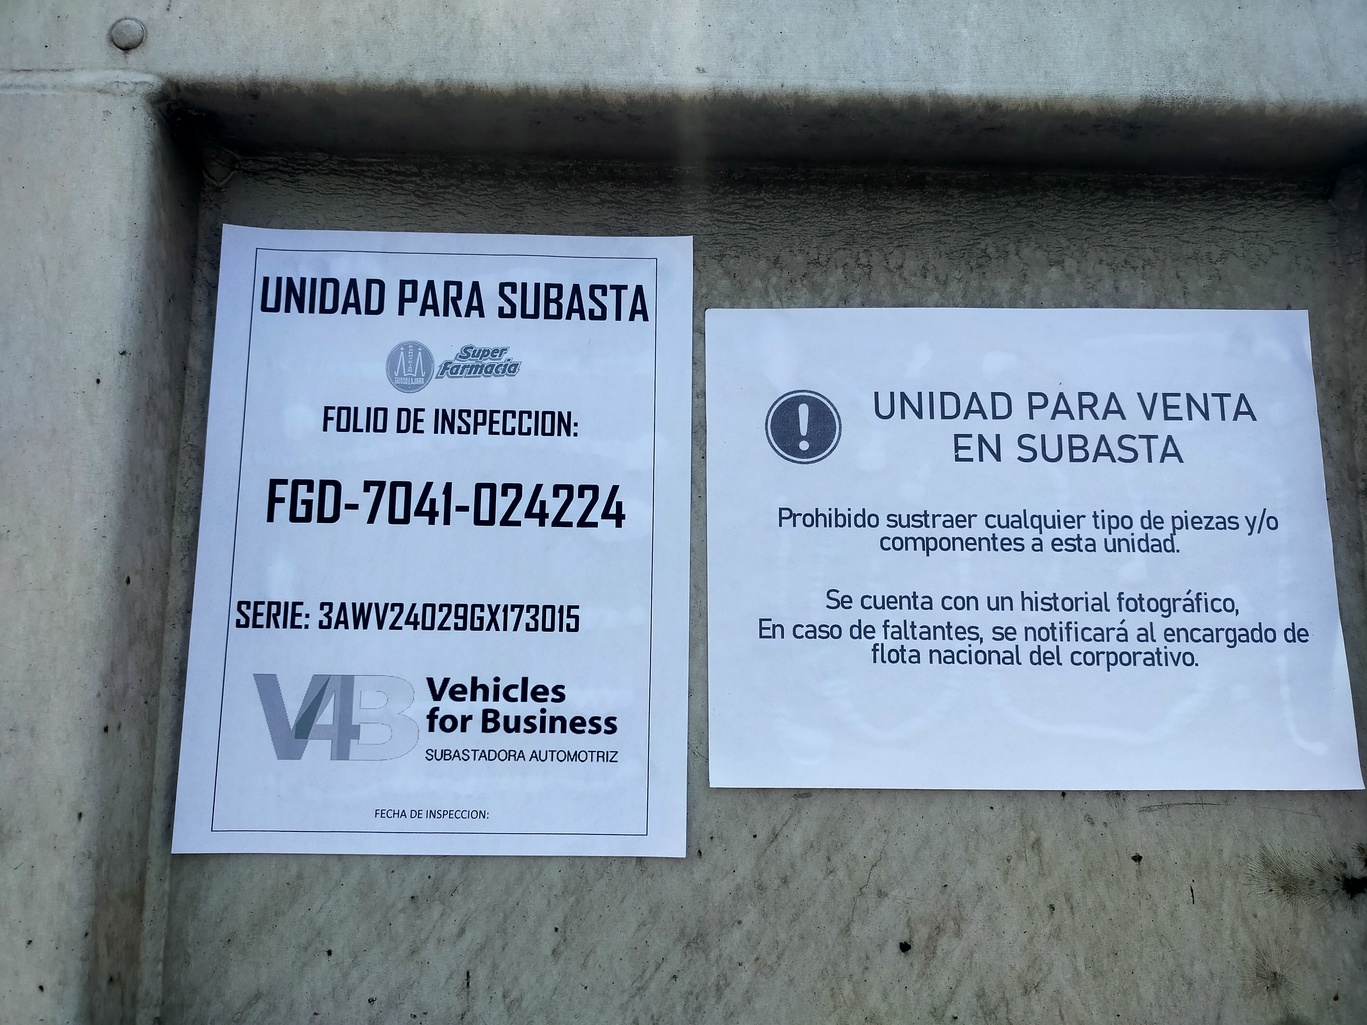 UNIDAD PARA SUBASTA
Super
Farmacia
FOLIO DE INSPECCION:
FGD-7041-024224
SERIE: 3AWV24029GX173015
V4B Vehicles
for Business
SUBASTADORA AUTOMOTRIZ
FECHA DE INSPECCION:
UNIDAD PARA VENTA
EN SUBASTA
Prohibido sustraer cualquier tipo de piezas y/o
componentes a esta unidad.
Se cuenta con un historial fotográfico,
En caso de faltantes, se notificará al encargado de
flota nacional del corporativo.